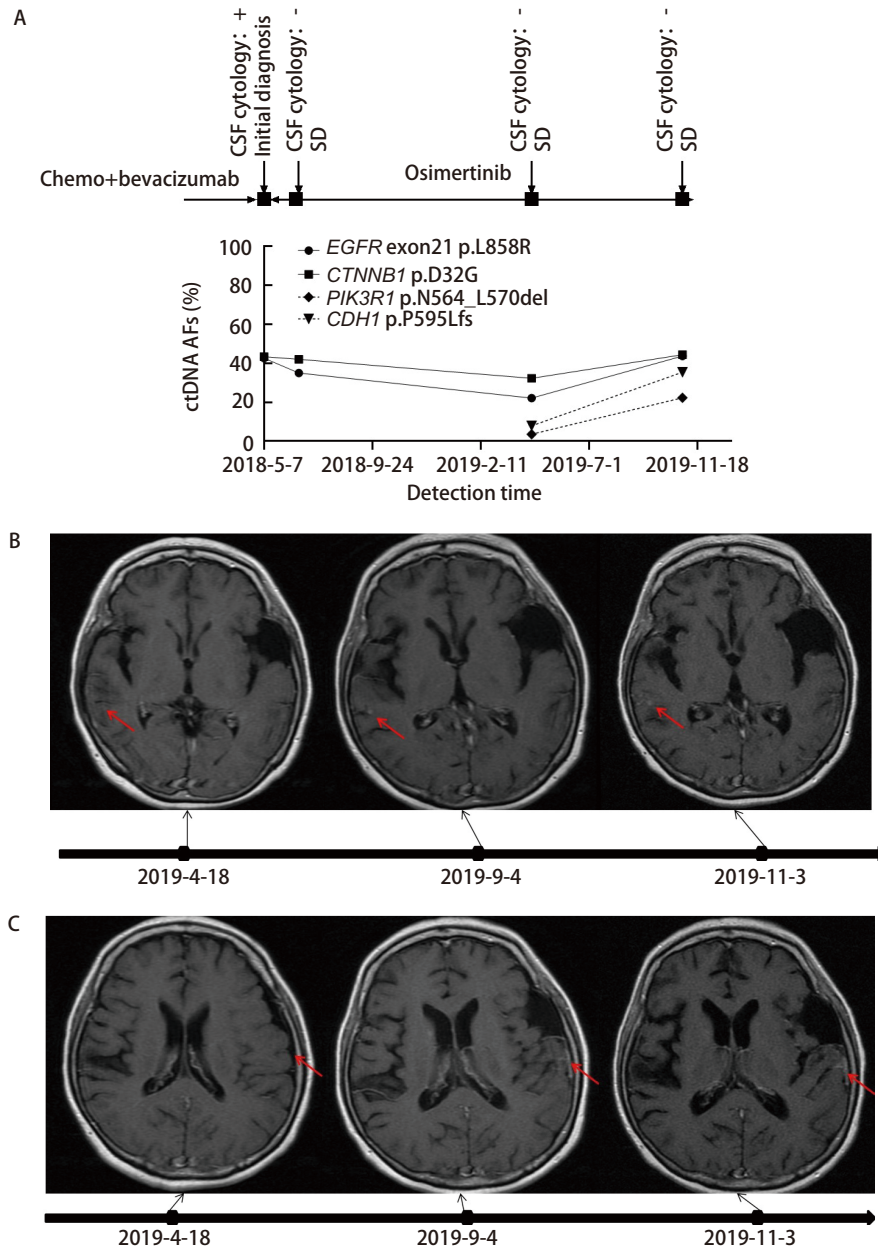 A
CSF cytology: +
Initial diagnosis
CSF cytology: -
SD
CSF cytology: -
SD
CSF cytology: -
SD
Chemo+bevacizumab
Osimertinib
ctDNA AFs (%)
100
80
60
40
20
0
EGFR exon21 p.L858R
CTNNB1 p.D32G
PIK3R1 p.N564_L570del
CDH1 p.P595Lfs
2018-5-7 2018-9-24 2019-2-11 2019-7-1 2019-11-18
Detection time
B
2019-4-18 2019-9-4 2019-11-3
C
2019-4-18 2019-9-4 2019-11-3